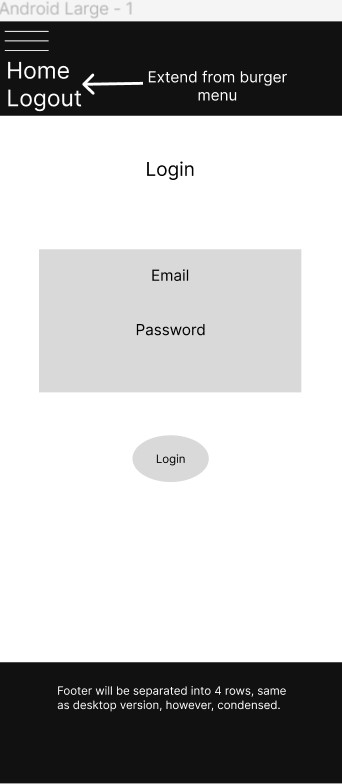 Android Large - 1
Home
Logout
Extend from burger
menu
Login
Email
Password
Login
Footer will be separated into 4 rows, same
as desktop version, however, condensed.